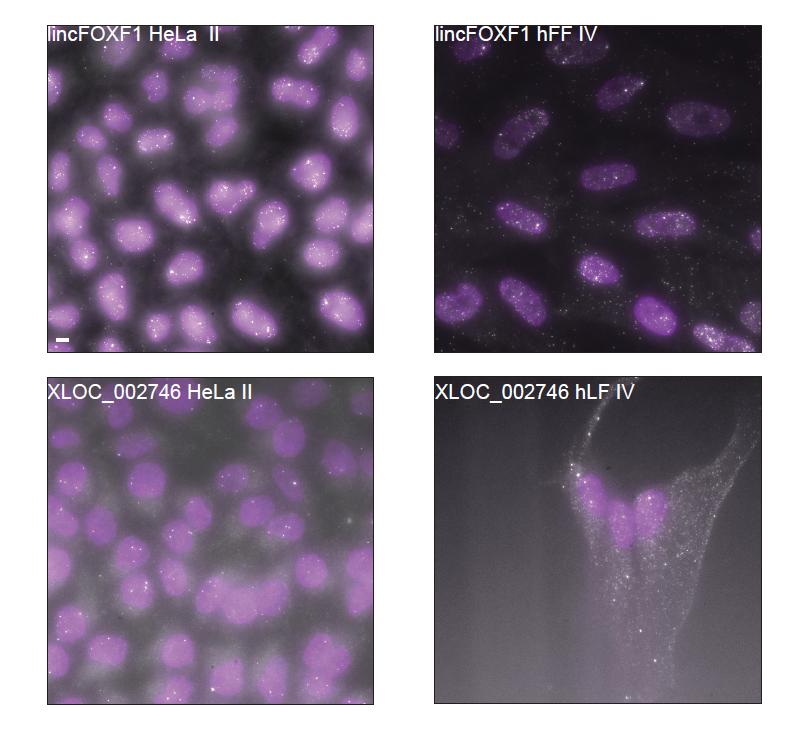 lincFOXF1 HeLa  II
lincFOXF1 hFF IV
XLOC_002746 HeLa II
XLOC_002746 hLF IV